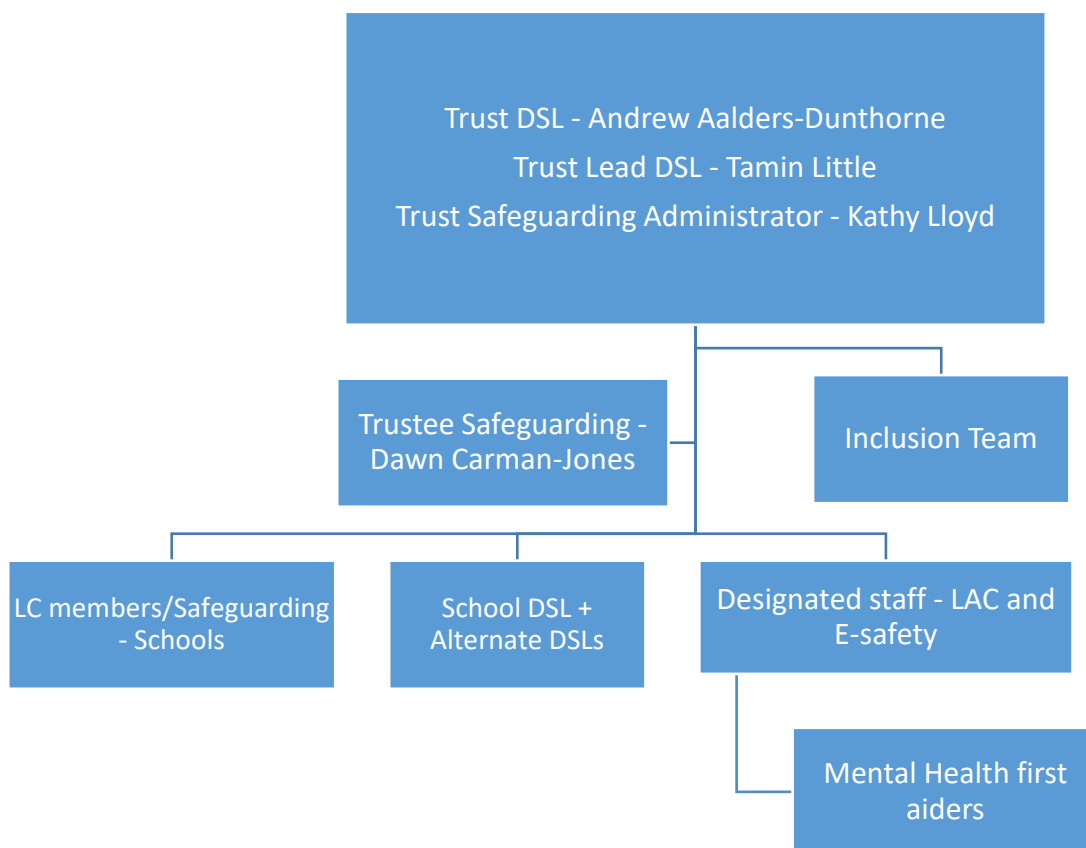 Trust DSL - Andrew Aalders-Dunthorne
Trust Lead DSL - Tamin Little
Trust Safeguarding Administrator - Kathy Lloyd
Trustee Safeguarding -
Dawn Carman-Jones
Inclusion Team
LC members/Safeguarding
- Schools
School DSL +
Alternate DSLs
Designated staff - LAC and
E-safety
Mental Health first
aiders